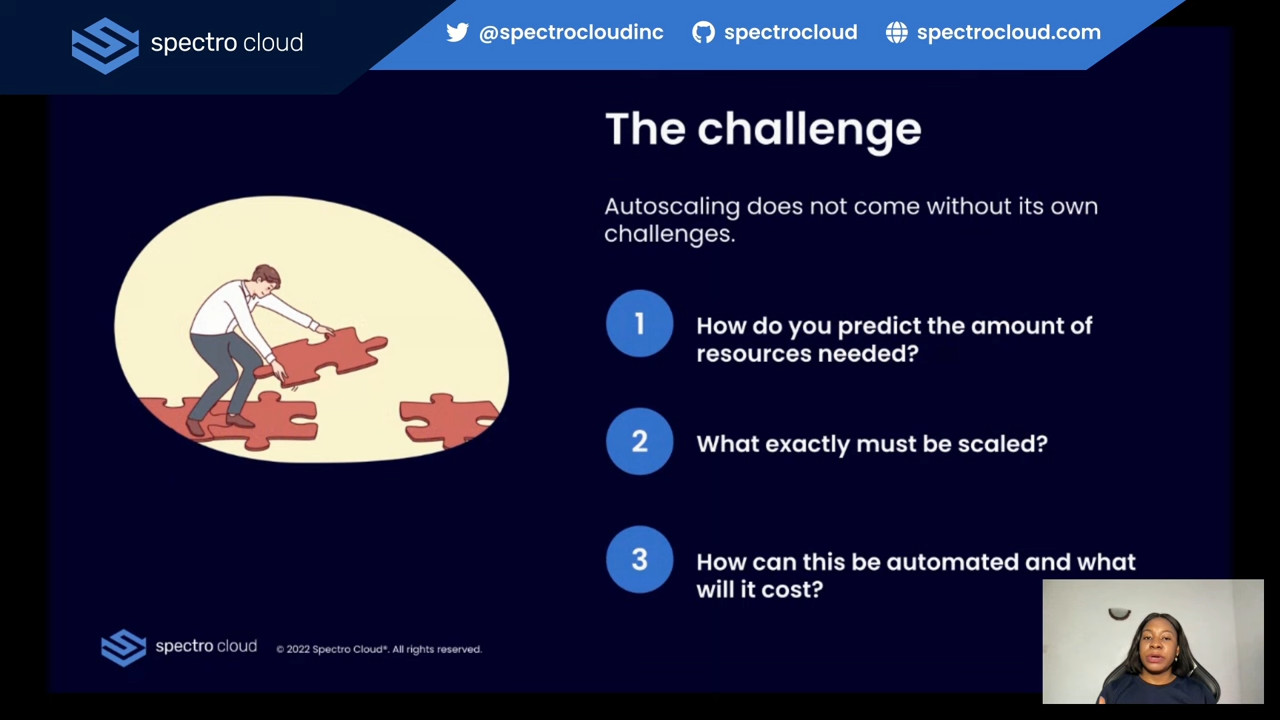 spectro cloud
@spectrocloudinc
spectrocloud
spectrocloud.com
The challenge
Autoscaling does not come without its own
challenges.
1
How do you predict the amount of
resources needed?
2
What exactly must be scaled?
3
How can this be automated and what
will it cost?
spectro cloud
© 2022 Spectro Cloud®. All rights reserved.